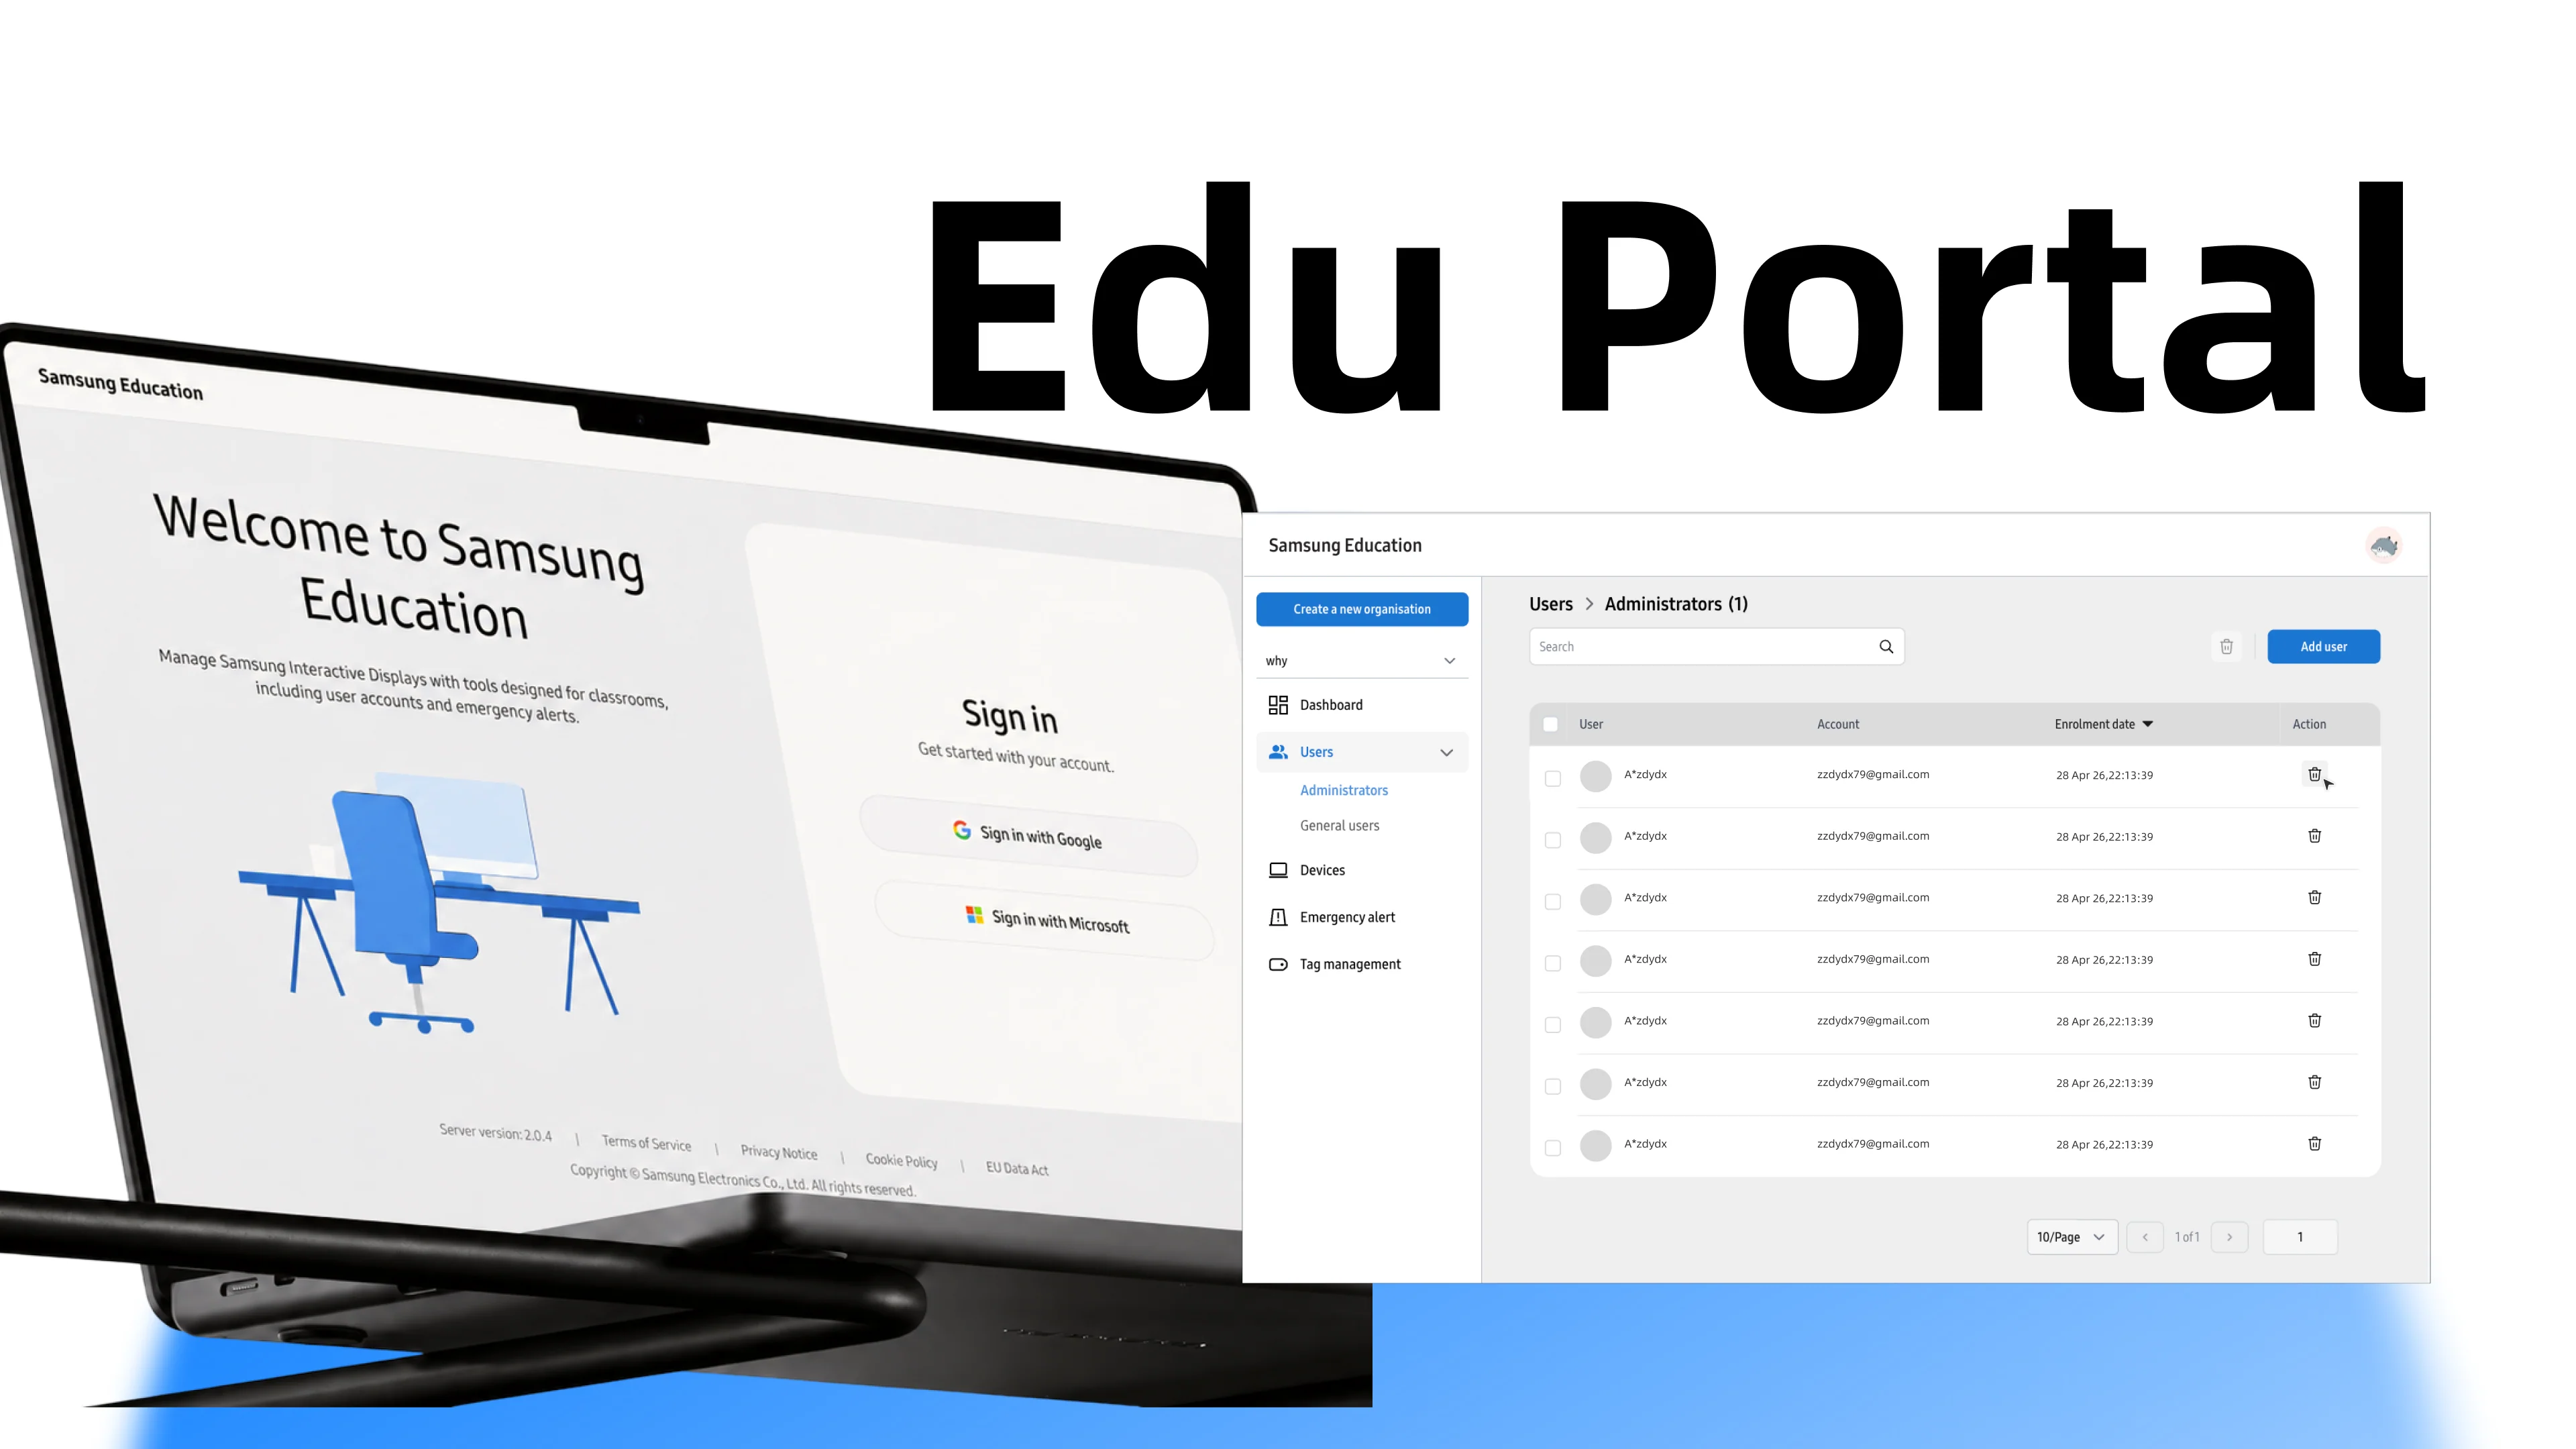 Edu Portal
Samsung Education
Welcome to Samsung
Education
Manage Samsung Interactive Displays with tools designed for classrooms,
including user accounts and emergency alerts.
Sign in
Get started with your account.
Sign in with Google
Sign in with Microsoft
Server version: 2.0.4 | Terms of Service | Privacy Notice | Cookie Policy | EU Data Act
Copyright © Samsung Electronics Co., Ltd. All rights reserved.
Samsung Education
Create a new organisation
why
Dashboard
Users
Administrators
General users
Devices
Emergency alert
Tag management
Users > Administrators (1)
Search
Add user
User Account Enrolment date Action
A*zdydx zzdydx79@gmail.com 28 Apr 26,22:13:39
A*zdydx zzdydx79@gmail.com 28 Apr 26,22:13:39
A*zdydx zzdydx79@gmail.com 28 Apr 26,22:13:39
A*zdydx zzdydx79@gmail.com 28 Apr 26,22:13:39
A*zdydx zzdydx79@gmail.com 28 Apr 26,22:13:39
A*zdydx zzdydx79@gmail.com 28 Apr 26,22:13:39
A*zdydx zzdydx79@gmail.com 28 Apr 26,22:13:39
10/Page < 1 of 1 > 1